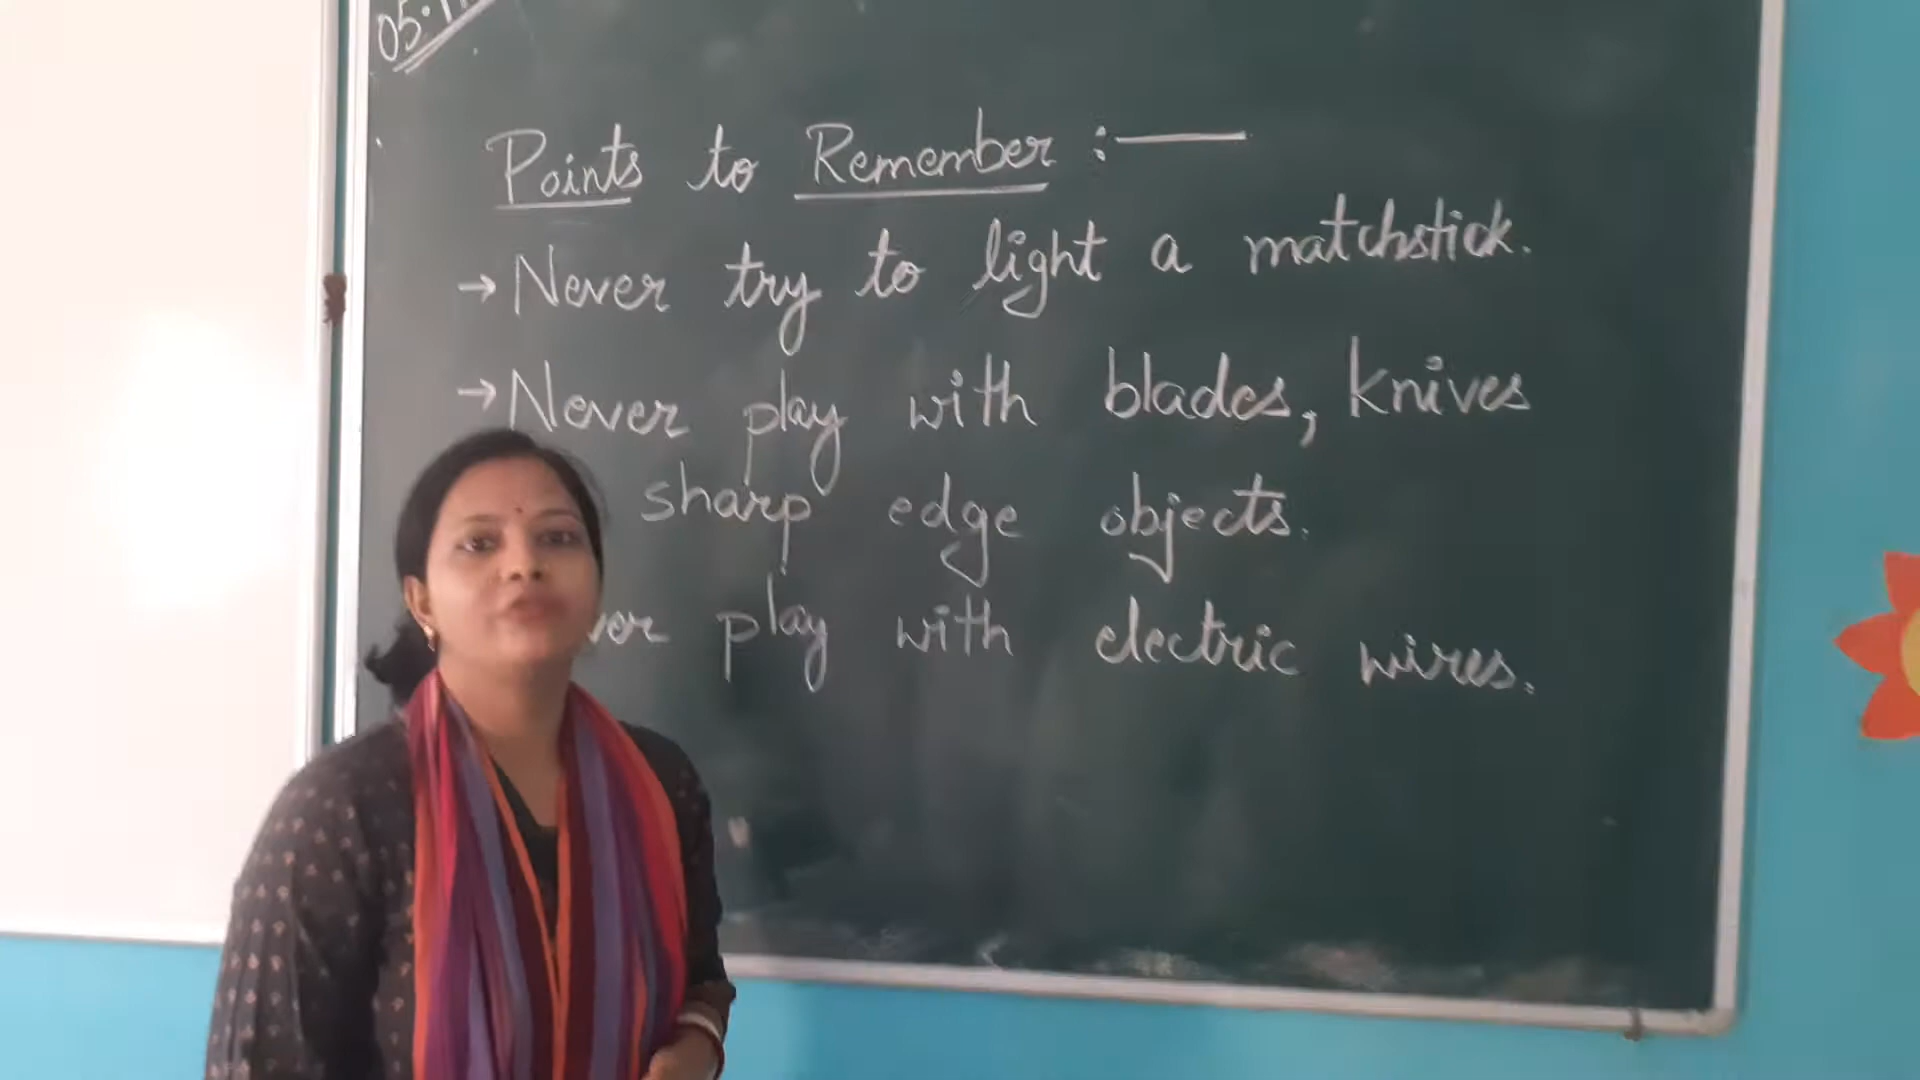 05.
Points to Remember :—
→ Never try to light a matchstick.
→ Never play with blades, knives
sharp edge objects.
play with electric wires.